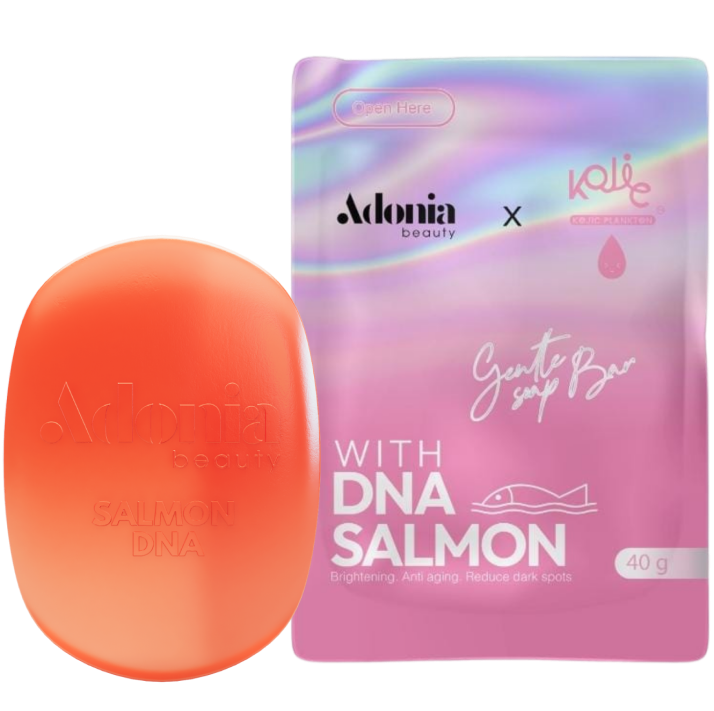 Open Here
Adonia
beauty
X
Kojic
KOJIC PLANKTON
Gentle
soap Bar
WITH
DNA
SALMON
Brightening. Anti aging. Reduce dark spots
40 g
Adonia
beauty
SALMON
DNA